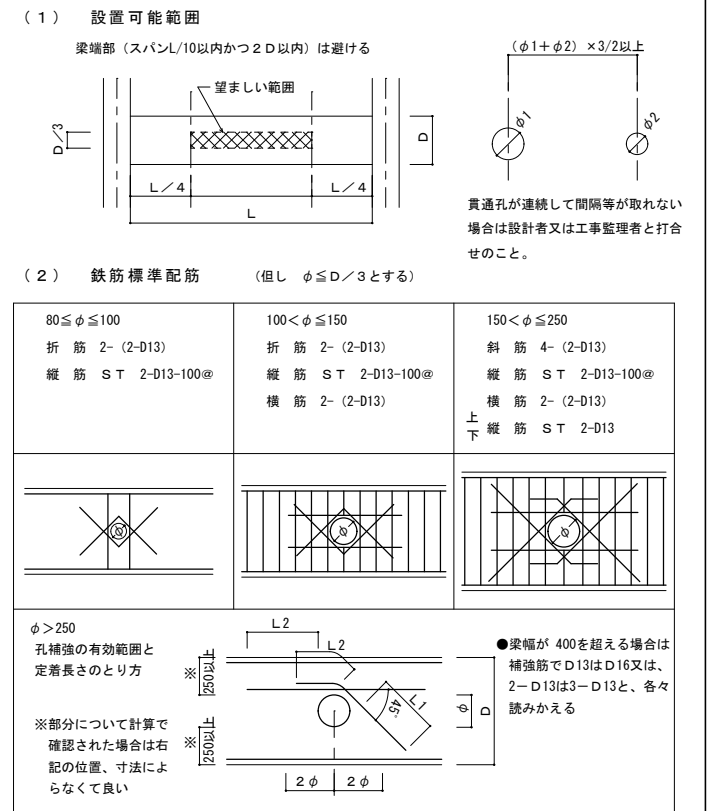 （１） 設置可能範囲
梁端部（スパンL/10以内かつ２Ｄ以内）は避ける
望ましい範囲
Ｄ／３
Ｄ
Ｌ／４
Ｌ／４
Ｌ
（φ1＋φ2）×3/2以上
φ1
φ2
貫通孔が連続して間隔等が取れない
場合は設計者又は工事監理者と打合
せのこと。
（２） 鉄筋標準配筋 （但し φ≦Ｄ／３とする）
80≦φ≦100
折 筋 2-（2-D13）
縦 筋 ＳＴ 2-D13-100@
100＜φ≦150
折 筋 2-（2-D13）
縦 筋 ＳＴ 2-D13-100@
横 筋 2-（2-D13）
150＜φ≦250
斜 筋 4-（2-D13）
縦 筋 ＳＴ 2-D13-100@
横 筋 2-（2-D13）
上下 縦 筋 ＳＴ 2-D13
φ
φ
φ
φ＞250
孔補強の有効範囲と
定着長さのとり方
※部分について計算で
確認された場合は右
記の位置、寸法によ
らなくて良い
Ｌ２
Ｌ２
※ 250以上
※ 250以上
Ｌ１
45°
φ
Ｄ
２φ
２φ
●梁幅が 400を超える場合は
補強筋でＤ13はＤ16又は、
２－Ｄ13は３－Ｄ13と、各々
読みかえる